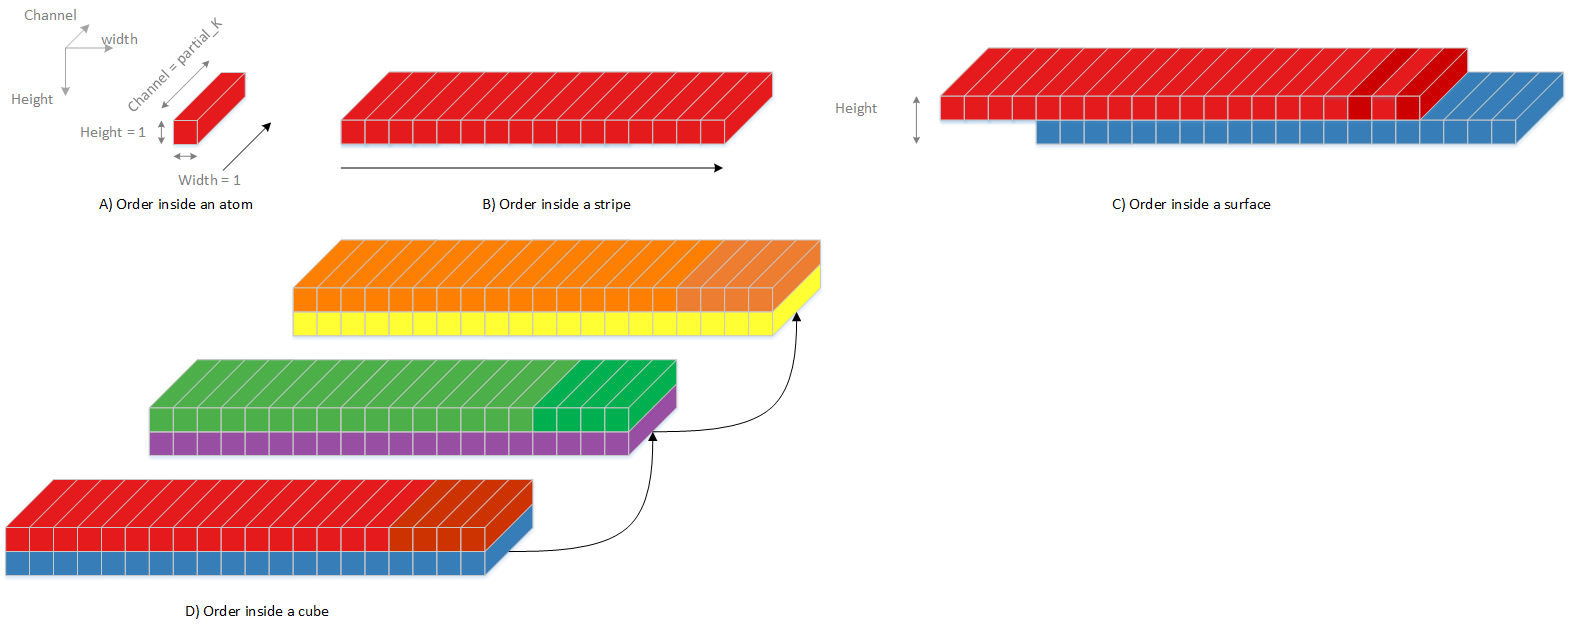 Channel
width
Height
Channel = partial_K
Height = 1
Width = 1
A) Order inside an atom
B) Order inside a stripe
Height
C) Order inside a surface
D) Order inside a cube